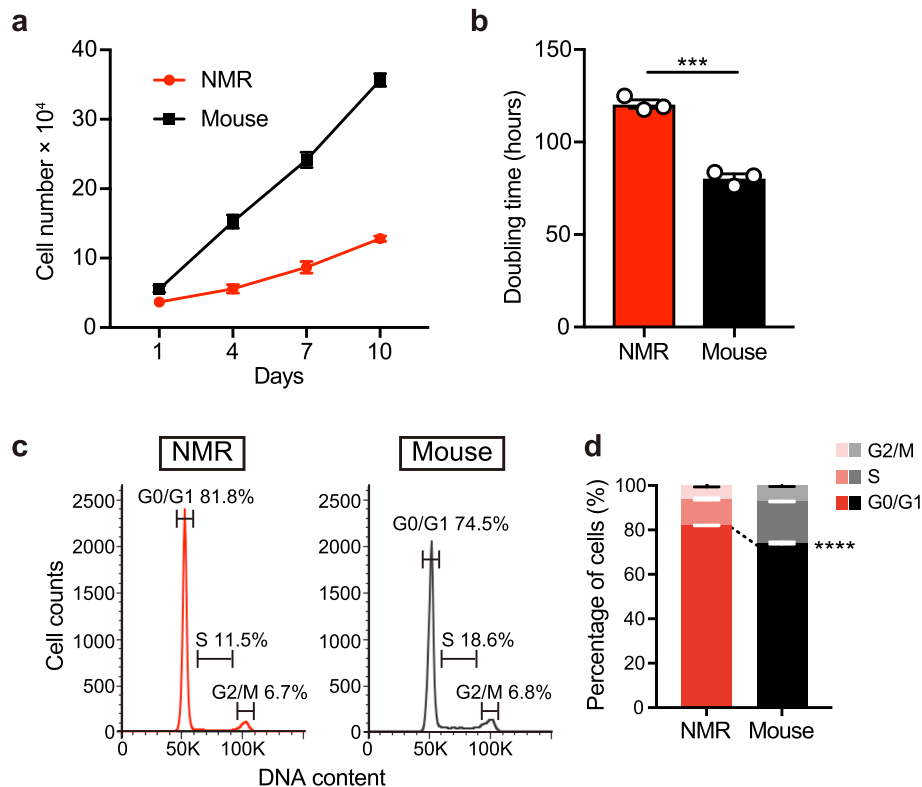 a
40
30
20
10
0
Cell number × 10⁴
NMR
Mouse
1 4 7 10
Days
b
150
100
50
0
Doubling time (hours)
***
NMR Mouse
c
NMR
2500
2000
1500
1000
500
0
Cell counts
G0/G1 81.8%
S 11.5%
G2/M 6.7%
0 50K 100K
Mouse
2500
2000
1500
1000
500
0
G0/G1 74.5%
S 18.6%
G2/M 6.8%
0 50K 100K
DNA content
d
G2/M
S
G0/G1
100
80
60
40
20
0
Percentage of cells (%)
****
NMR Mouse